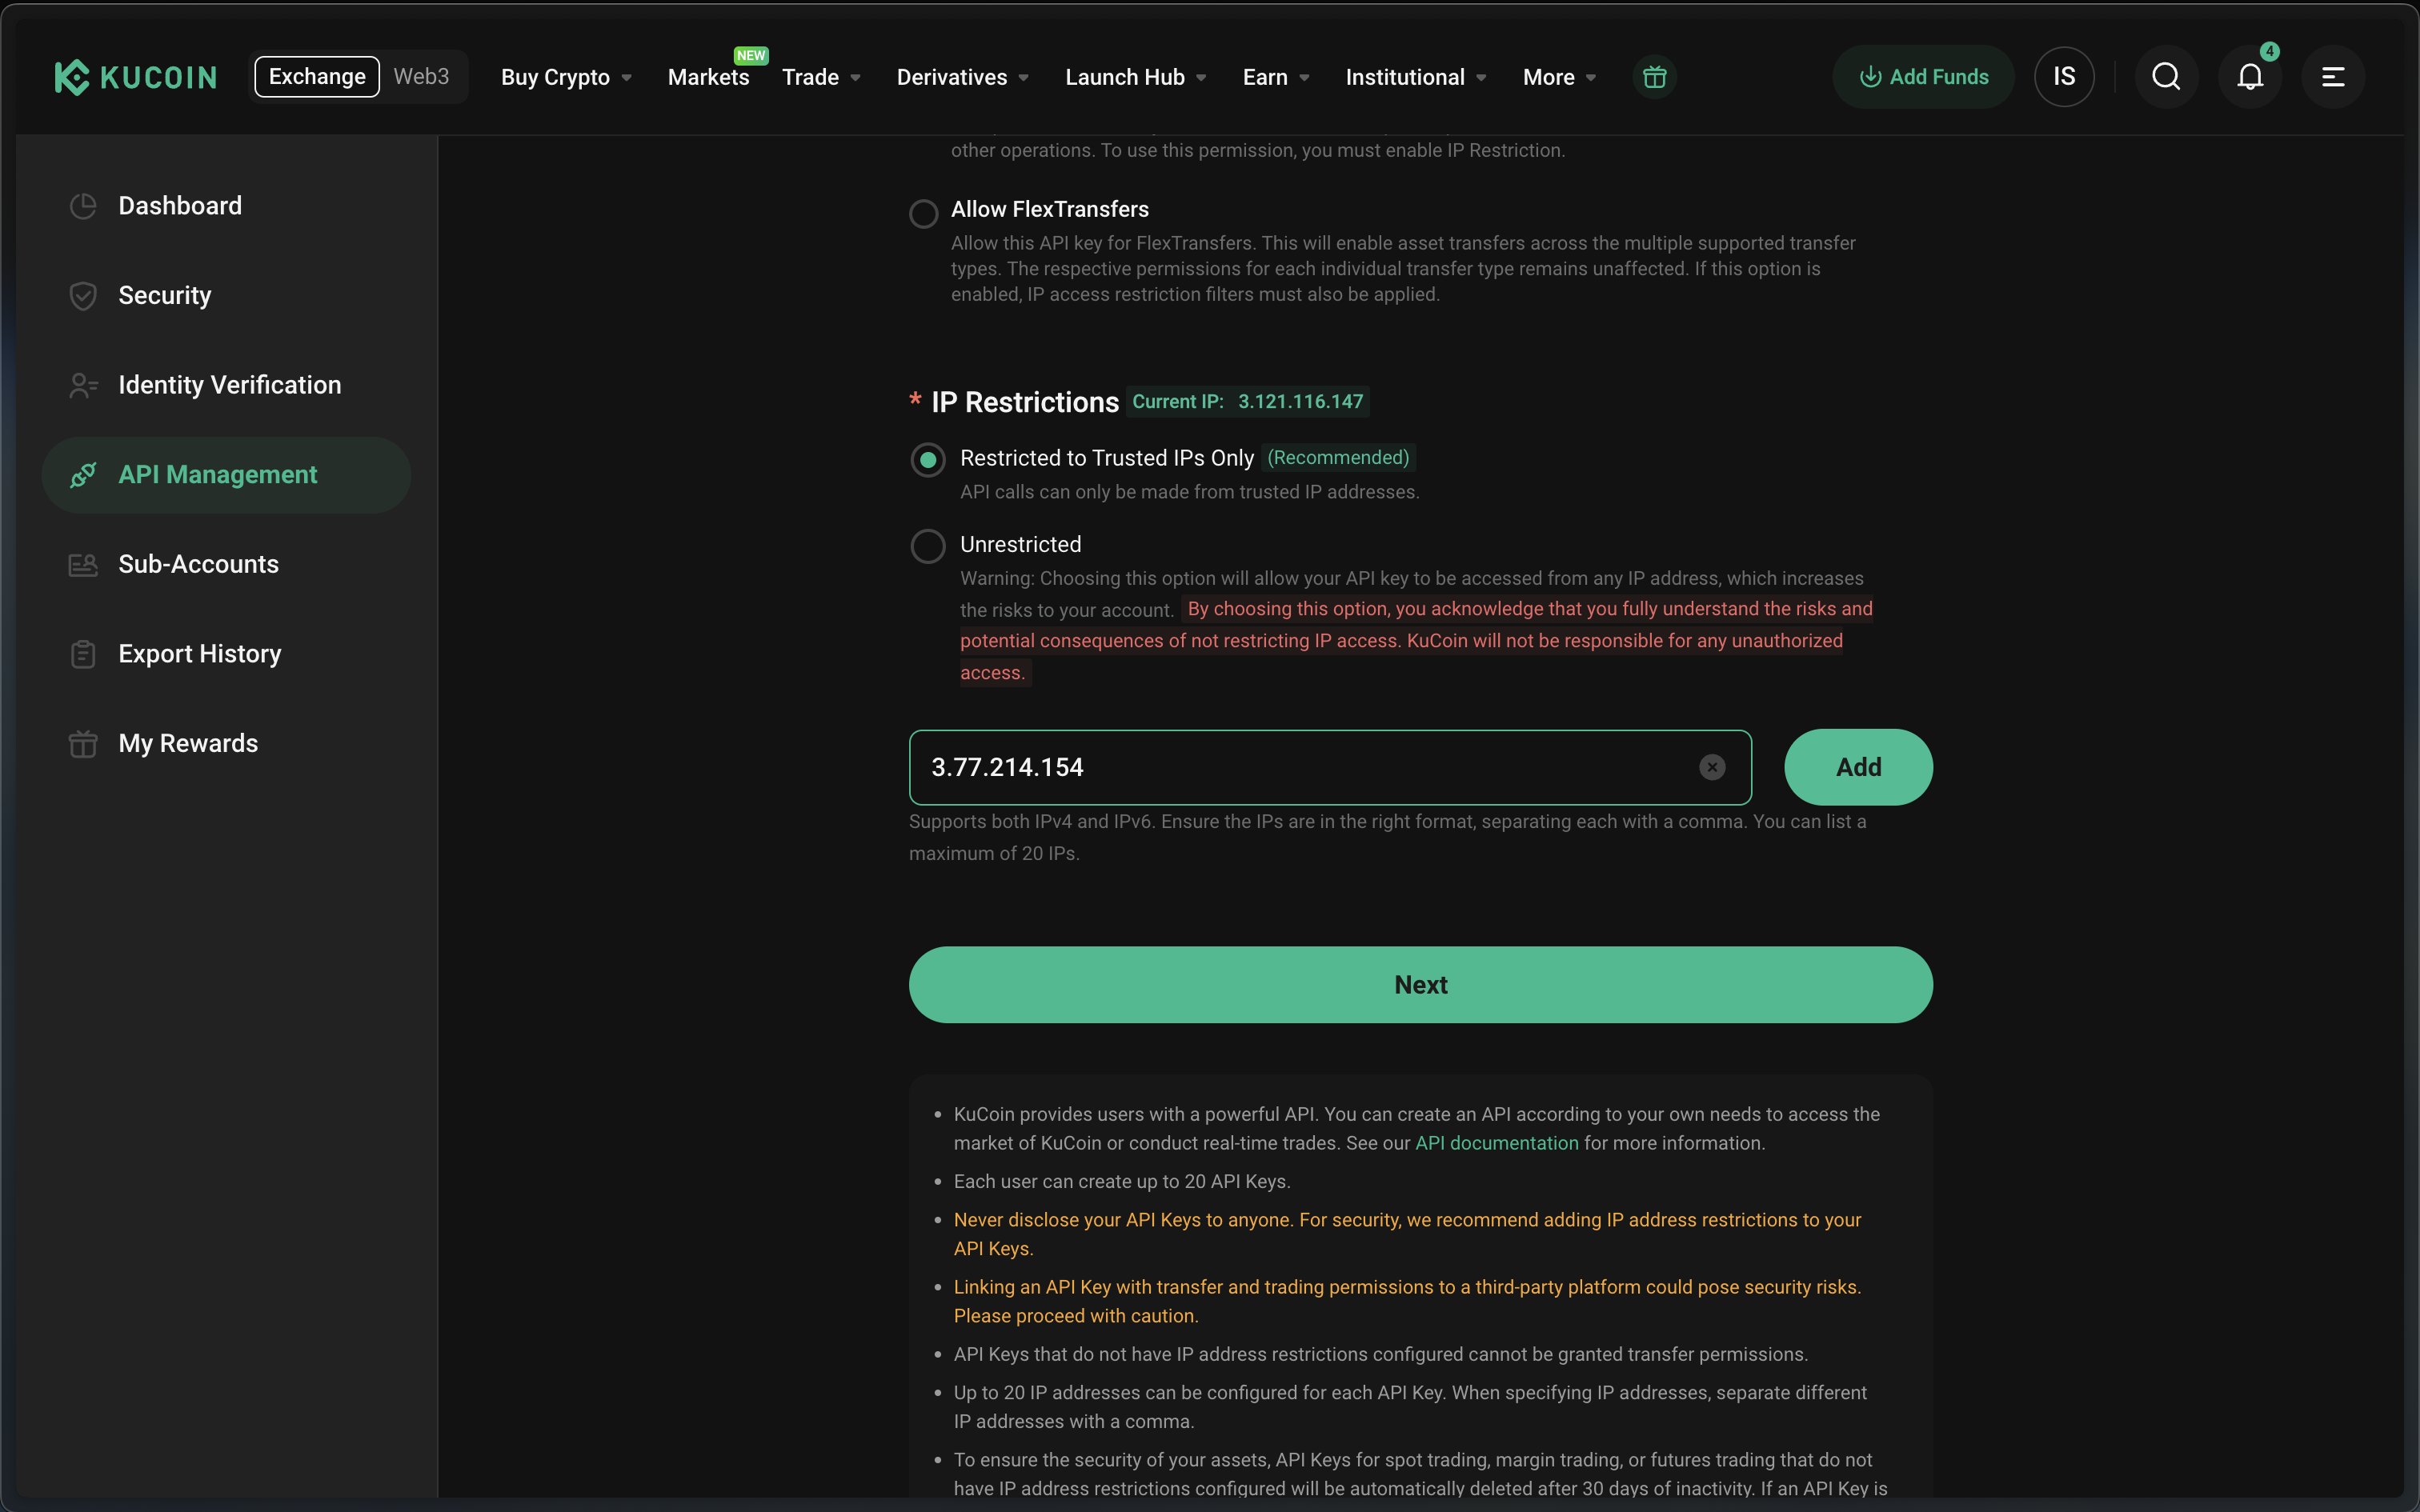 KUCOIN
Exchange
Web3
Buy Crypto
Markets
NEW
Trade
Derivatives
Launch Hub
Earn
Institutional
More
Add Funds
IS
4
Dashboard
Security
Identity Verification
API Management
Sub-Accounts
Export History
My Rewards
other operations. To use this permission, you must enable IP Restriction.
Allow FlexTransfers
Allow this API key for FlexTransfers. This will enable asset transfers across the multiple supported transfer
types. The respective permissions for each individual transfer type remains unaffected. If this option is
enabled, IP access restriction filters must also be applied.
* IP Restrictions Current IP: 3.121.116.147
Restricted to Trusted IPs Only (Recommended)
API calls can only be made from trusted IP addresses.
Unrestricted
Warning: Choosing this option will allow your API key to be accessed from any IP address, which increases
the risks to your account. By choosing this option, you acknowledge that you fully understand the risks and
potential consequences of not restricting IP access. KuCoin will not be responsible for any unauthorized
access.
3.77.214.154
Add
Supports both IPv4 and IPv6. Ensure the IPs are in the right format, separating each with a comma. You can list a
maximum of 20 IPs.
Next
• KuCoin provides users with a powerful API. You can create an API according to your own needs to access the
market of KuCoin or conduct real-time trades. See our API documentation for more information.
• Each user can create up to 20 API Keys.
• Never disclose your API Keys to anyone. For security, we recommend adding IP address restrictions to your
API Keys.
• Linking an API Key with transfer and trading permissions to a third-party platform could pose security risks.
Please proceed with caution.
• API Keys that do not have IP address restrictions configured cannot be granted transfer permissions.
• Up to 20 IP addresses can be configured for each API Key. When specifying IP addresses, separate different
IP addresses with a comma.
• To ensure the security of your assets, API Keys for spot trading, margin trading, or futures trading that do not
have IP address restrictions configured will be automatically deleted after 30 days of inactivity. If an API Key is